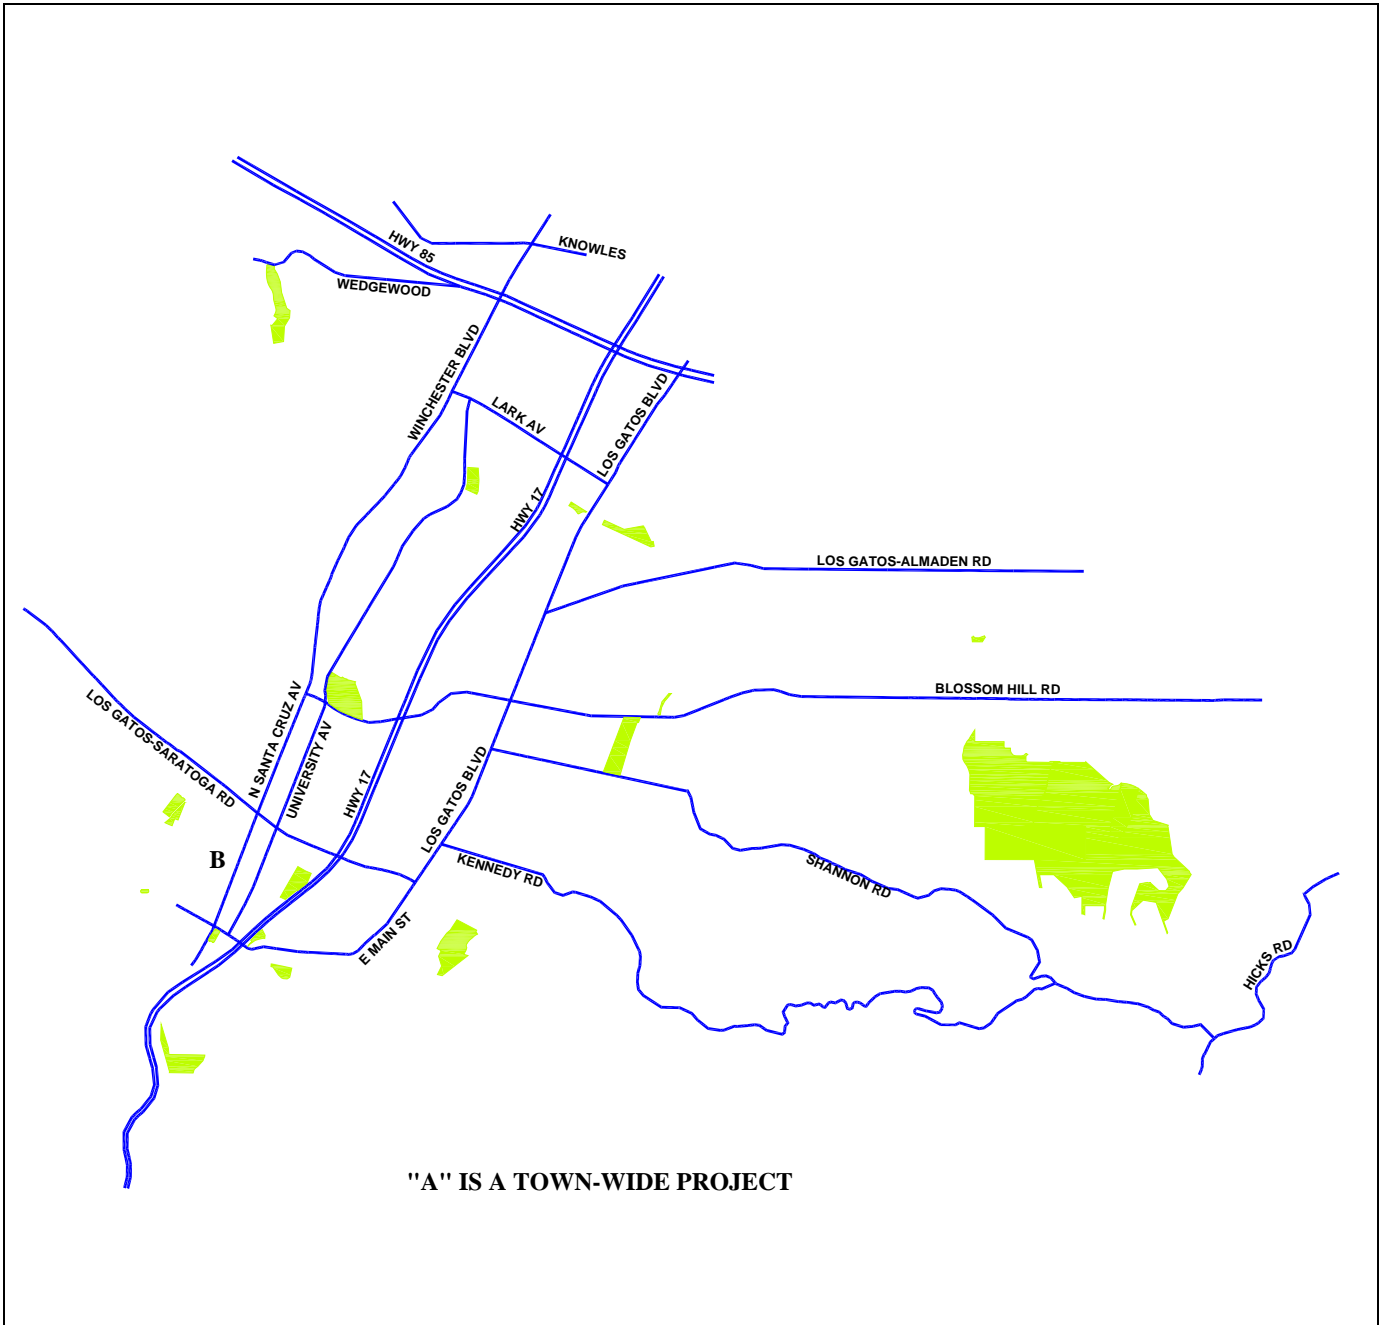 KNOWLES
HWY 85
WEDGEWOOD
WINCHESTER BLVD
LARK AV
LOS GATOS BLVD
HWY 17
LOS GATOS-ALMADEN RD
BLOSSOM HILL RD
LOS GATOS-SARATOGA RD
N SANTA CRUZ AV
UNIVERSITY AV
HWY 17
LOS GATOS BLVD
B
KENNEDY RD
SHANNON RD
E MAIN ST
HICKS RD
"A" IS A TOWN-WIDE PROJECT